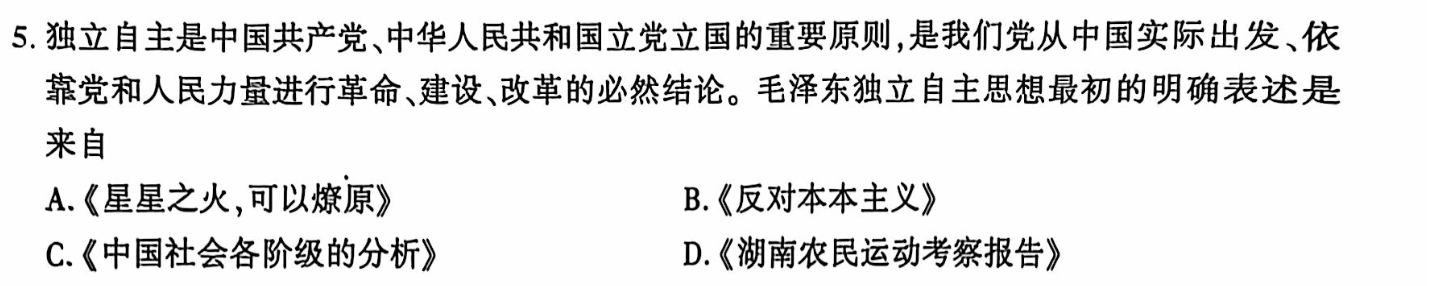 5. 独立自主是中国共产党、中华人民共和国立党立国的重要原则,是我们党从中国实际出发、依
靠党和人民力量进行革命、建设、改革的必然结论。毛泽东独立自主思想最初的明确表述是
来自
A.《星星之火,可以燎原》 B.《反对本本主义》
C.《中国社会各阶级的分析》 D.《湖南农民运动考察报告》